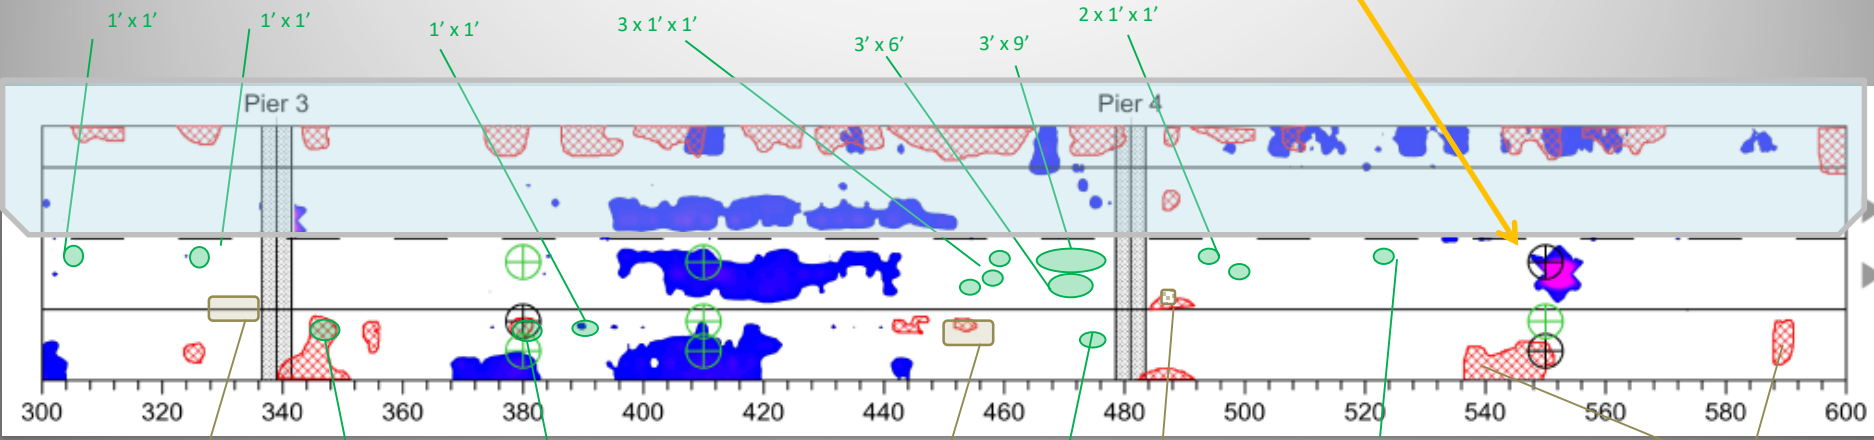 1’ x 1’
1’ x 1’
1’ x 1’
3 x 1’ x 1’
3’ x 6’
3’ x 9’
2 x 1’ x 1’
Pier 3
Pier 4
300 320 340 360 380 400 420 440 460 480 500 520 540 560 580 600